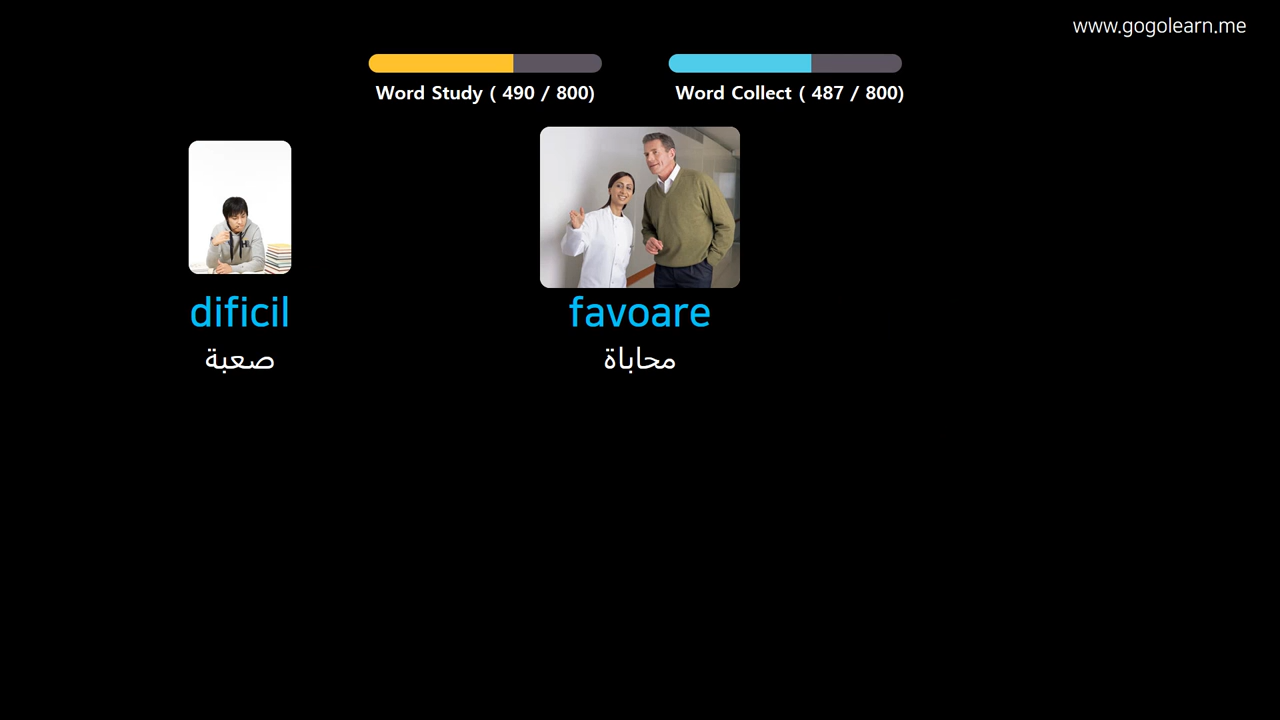 www.gogolearn.me
Word Study ( 490 / 800)
Word Collect ( 487 / 800)
dificil
favoare
صعبة
محاباة